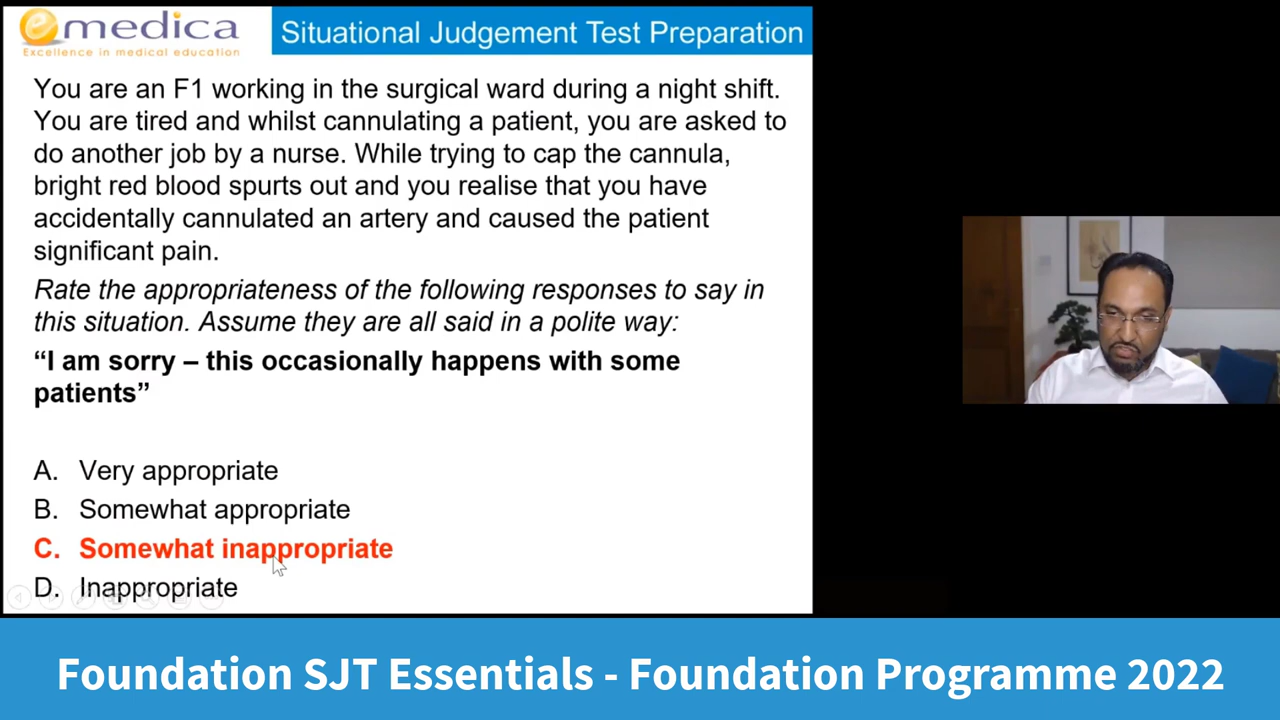 emedica
Excellence in medical education
Situational Judgement Test Preparation
You are an F1 working in the surgical ward during a night shift.
You are tired and whilst cannulating a patient, you are asked to
do another job by a nurse. While trying to cap the cannula,
bright red blood spurts out and you realise that you have
accidentally cannulated an artery and caused the patient
significant pain.
Rate the appropriateness of the following responses to say in
this situation. Assume they are all said in a polite way:
“I am sorry – this occasionally happens with some
patients”
A. Very appropriate
B. Somewhat appropriate
C. Somewhat inappropriate
D. Inappropriate
Foundation SJT Essentials - Foundation Programme 2022